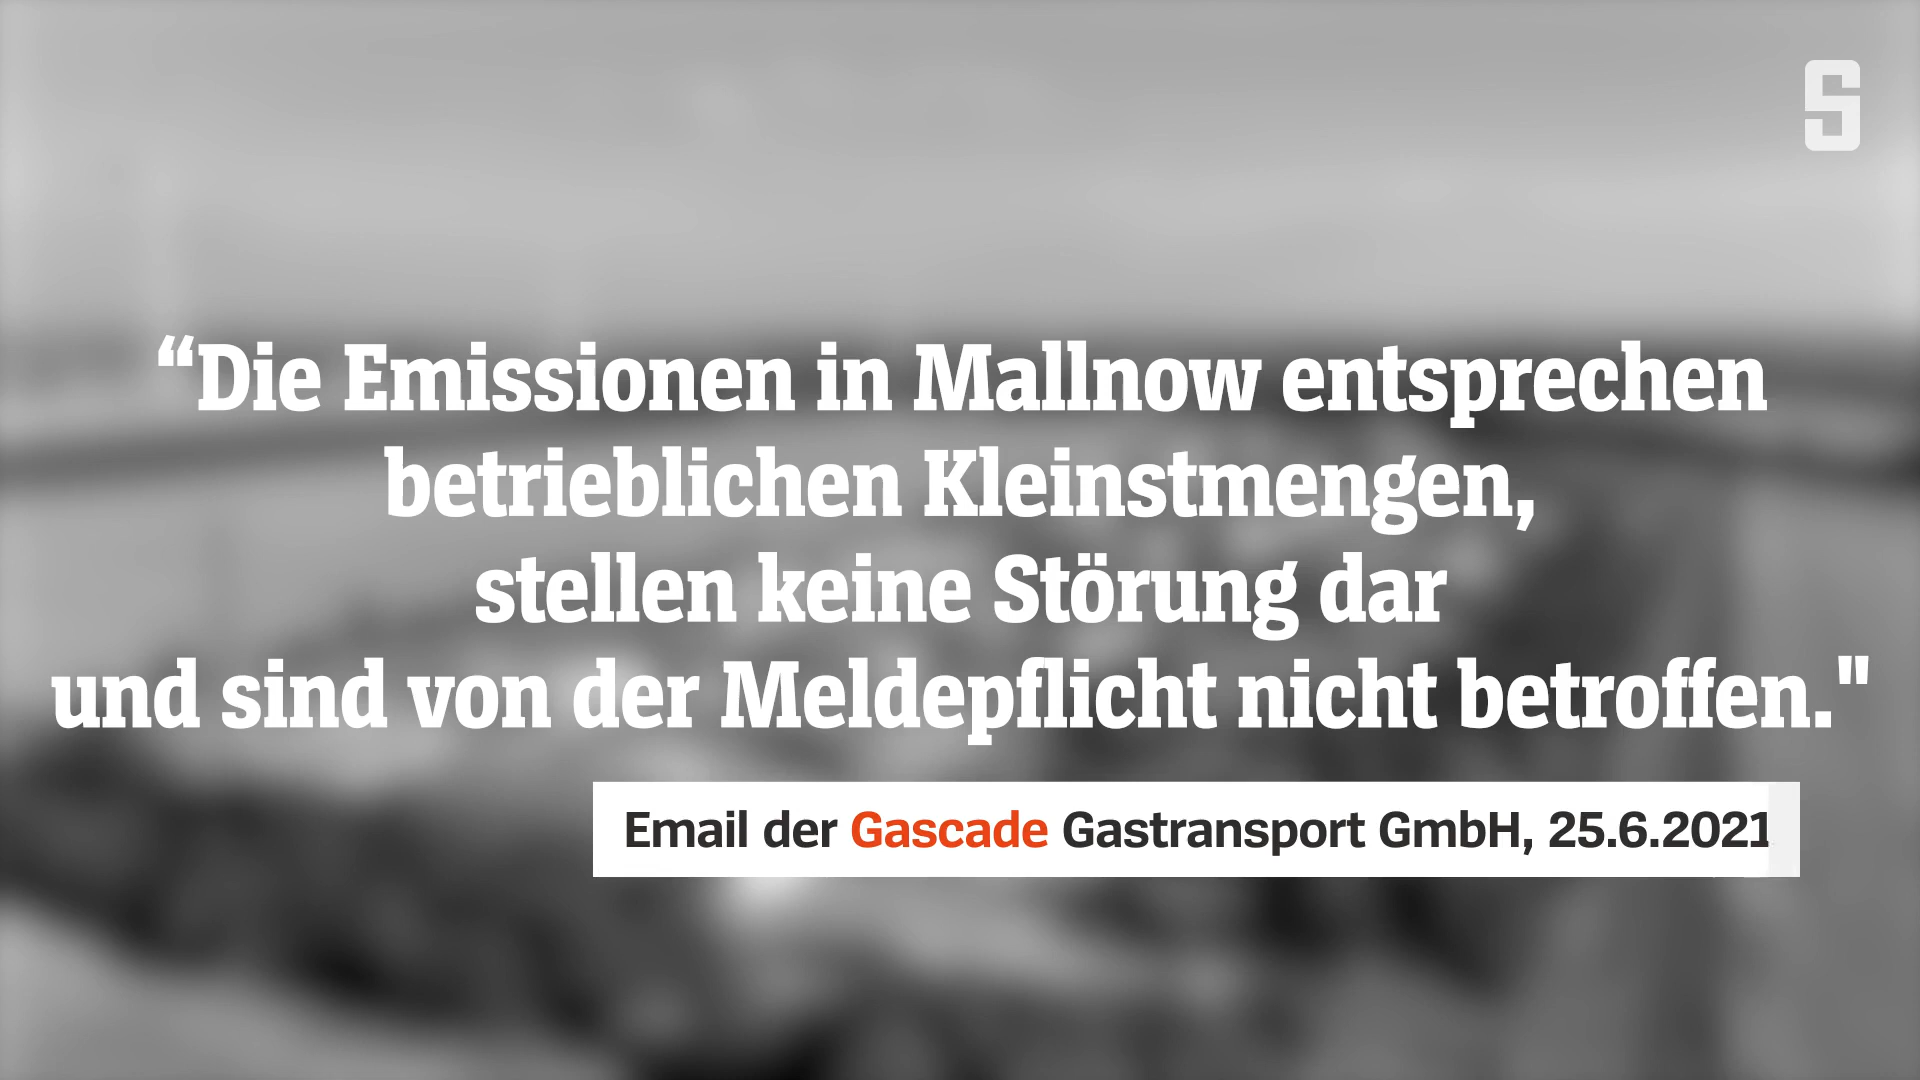 S
“Die Emissionen in Mallnow entsprechen
betrieblichen Kleinstmengen,
stellen keine Störung dar
und sind von der Meldepflicht nicht betroffen."
Email der Gascade Gastransport GmbH, 25.6.2021